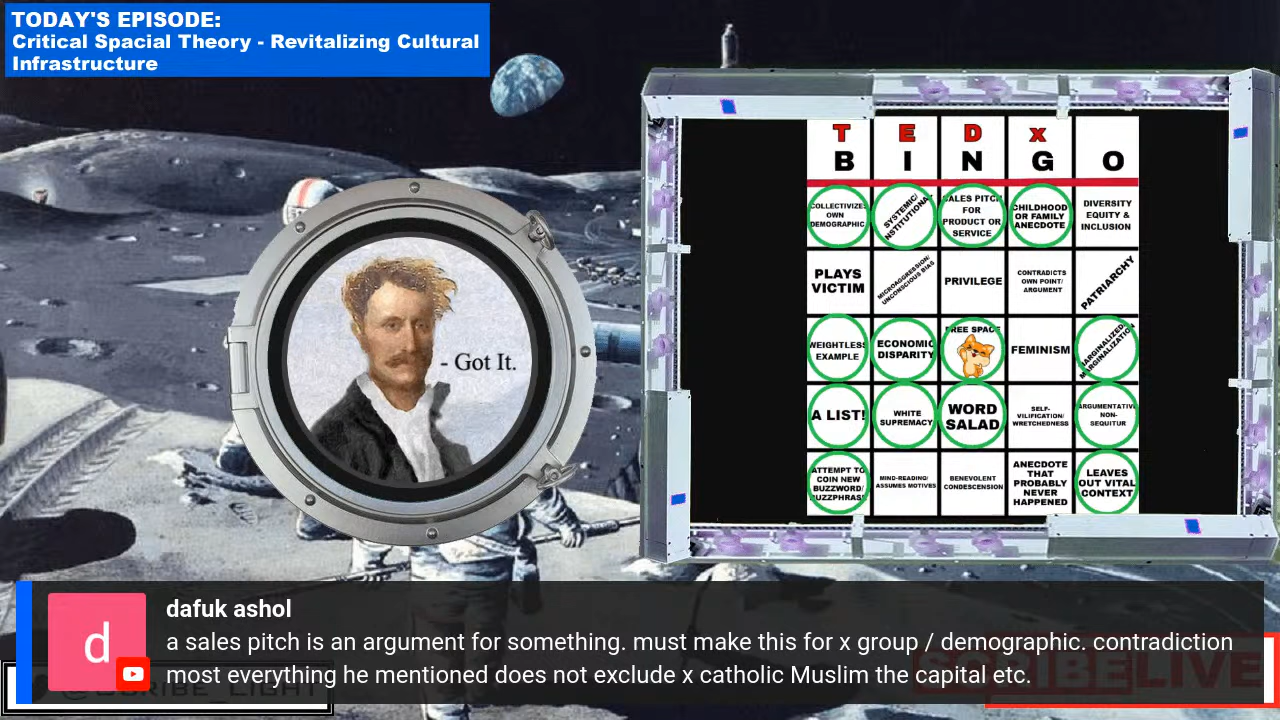 TODAY'S EPISODE:
Critical Spacial Theory - Revitalizing Cultural
Infrastructure
T E D x
B I N G O
COLLECTIVIZES
OWN
DEMOGRAPHIC
SYSTEMIC/
INSTITUTIONAL
SALES PITCH
FOR
PRODUCT OR
SERVICE
CHILDHOOD
OR FAMILY
ANECDOTE
DIVERSITY
EQUITY &
INCLUSION
PLAYS
VICTIM
MICROAGGRESSION/
UNCONSCIOUS BIAS
PRIVILEGE
CONTRADICTS
OWN POINT/
ARGUMENT
PATRIARCHY
WEIGHTLESS
EXAMPLE
ECONOMIC
DISPARITY
FREE SPACE
FEMINISM
MARGINALIZED/
MARGINALIZATION
A LIST!
WHITE
SUPREMACY
WORD
SALAD
SELF-
VILIFICATION/
WRETCHEDNESS
ARGUMENTATIVE
NON-
SEQUITUR
ATTEMPT TO
COIN NEW
BUZZWORD/
BUZZPHRASE
MIND-READING/
ASSUMES MOTIVES
BENEVOLENT
CONDESCENSION
ANECDOTE
THAT
PROBABLY
NEVER
HAPPENED
LEAVES
OUT VITAL
CONTEXT
- Got It.
dafuk ashol
d
a sales pitch is an argument for something. must make this for x group / demographic. contradiction
most everything he mentioned does not exclude x catholic Muslim the capital etc.
@SCRIBE_LIGHT
SCRIBELIVE